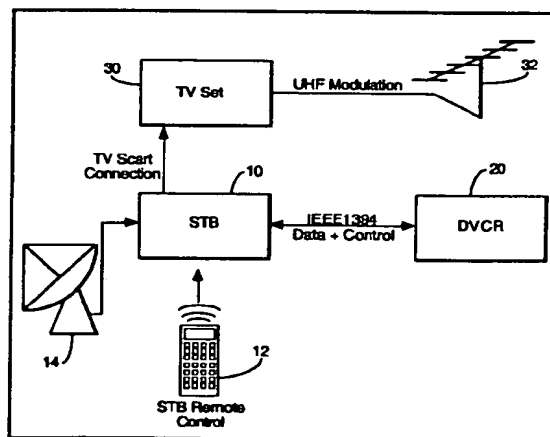 30
TV Set
UHF Modulation
32
TV Scart
Connection
10
STB
IEEE1394
Data + Control
20
DVCR
14
12
STB Remote
Control